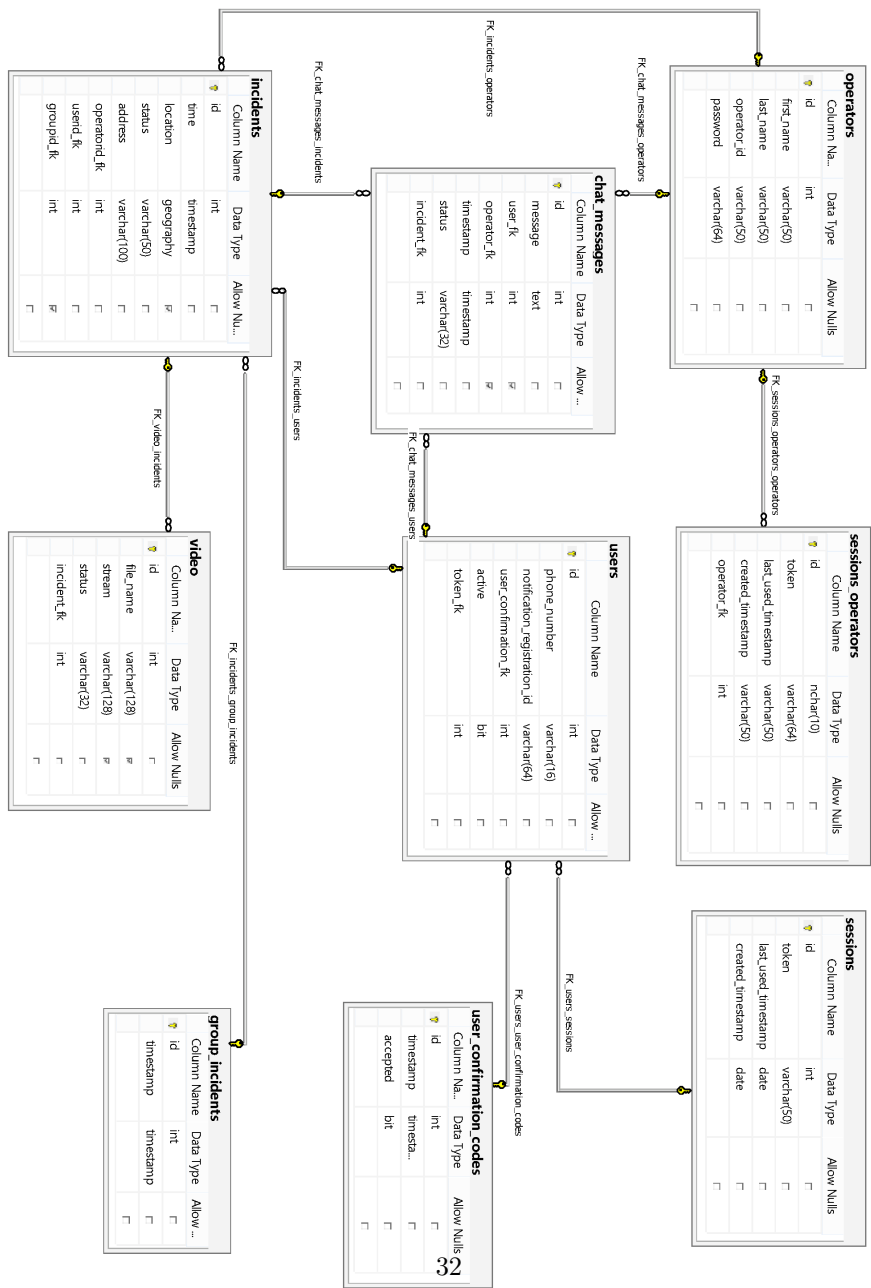 operators
Column Na... Data Type Allow Nulls
id int
first_name varchar(50)
last_name varchar(50)
operator_id varchar(50)
password varchar(64)
FK_sessions_operators_operators
sessions_operators
Column Name Data Type Allow Nulls
id nchar(10)
token varchar(64)
last_used_timestamp varchar(50)
created_timestamp varchar(50)
operator_fk int
sessions
Column Name Data Type Allow Nulls
id int
token varchar(50)
last_used_timestamp date
created_timestamp date
FK_chat_messages_operators
FK_incidents_operators
FK_chat_messages_incidents
chat_messages
Column Name Data Type Allow ...
id int
message text
user_fk int
operator_fk int
timestamp timestamp
status varchar(32)
incident_fk int
FK_chat_messages_users
users
Column Name Data Type Allow ...
id int
phone_number varchar(16)
notification_registration_id varchar(64)
user_confirmation_fk int
active bit
token_fk int
FK_users_sessions
FK_users_user_confirmation_codes
user_confirmation_codes
Column Na... Data Type Allow Nulls
id int
timestamp timesta...
accepted bit
incidents
Column Name Data Type Allow Nu...
id int
time timestamp
location geography
status varchar(50)
address varchar(100)
operatorid_fk int
userid_fk int
groupid_fk int
FK_incidents_users
FK_video_incidents
FK_incidents_group_incidents
video
Column Na... Data Type Allow Nulls
id int
file_name varchar(128)
stream varchar(128)
status varchar(32)
incident_fk int
group_incidents
Column Name Data Type Allow ...
id int
timestamp timestamp
32